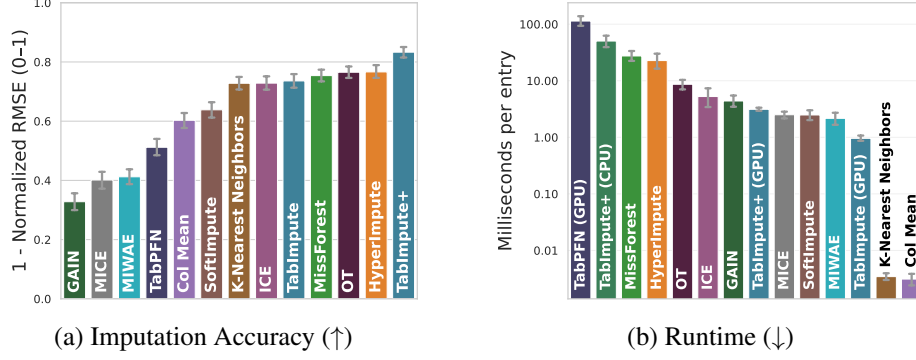 1 - Normalized RMSE (0–1)
1.0
0.8
0.6
0.4
0.2
0.0
GAIN
MICE
MIWAE
TabPFN
Col Mean
SoftImpute
K-Nearest Neighbors
ICE
TabImpute
MissForest
OT
HyperImpute
TabImpute+
(a) Imputation Accuracy (↑)
Milliseconds per entry
100.00
10.00
1.00
0.10
0.01
TabPFN (GPU)
TabImpute+ (CPU)
MissForest
HyperImpute
OT
ICE
GAIN
TabImpute+ (GPU)
MICE
SoftImpute
MIWAE
TabImpute (GPU)
K-Nearest Neighbors
Col Mean
(b) Runtime (↓)